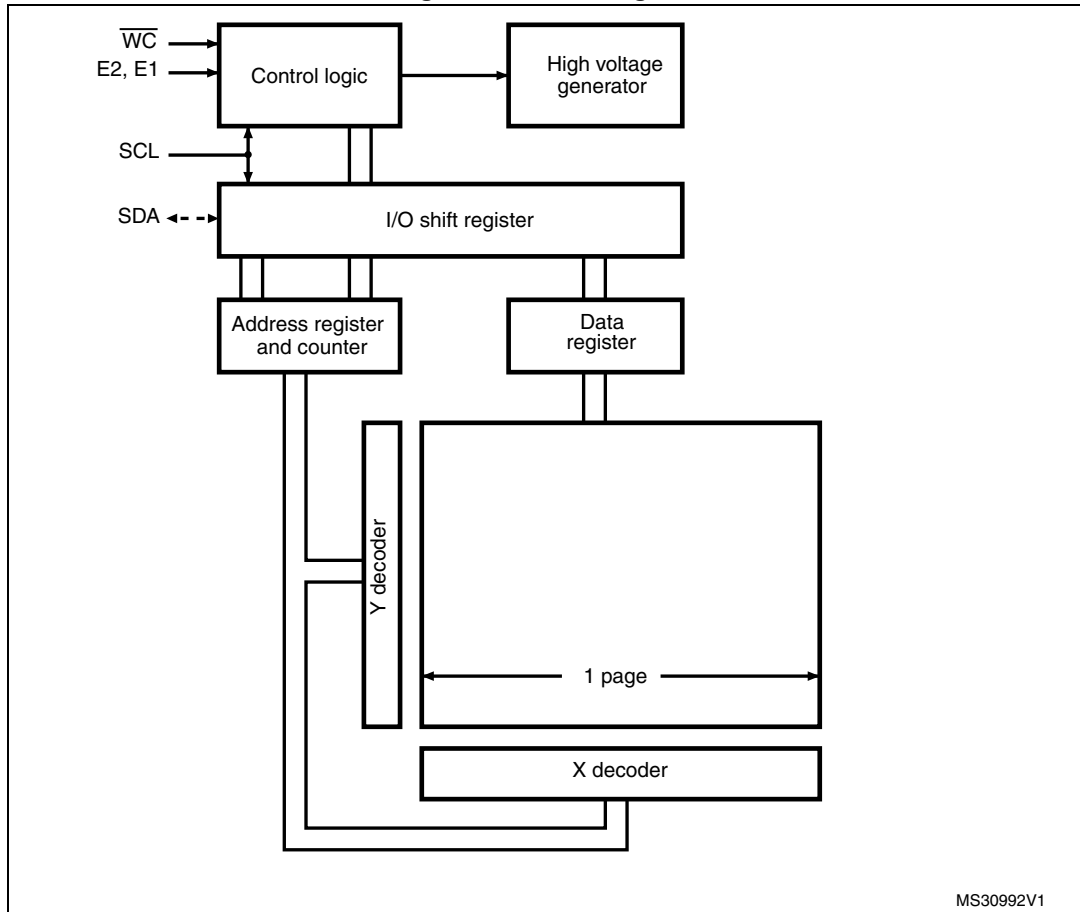 W̅C̅
E2, E1
Control logic
High voltage
generator
SCL
SDA
I/O shift register
Address register
and counter
Data
register
Y decoder
1 page
X decoder
MS30992V1